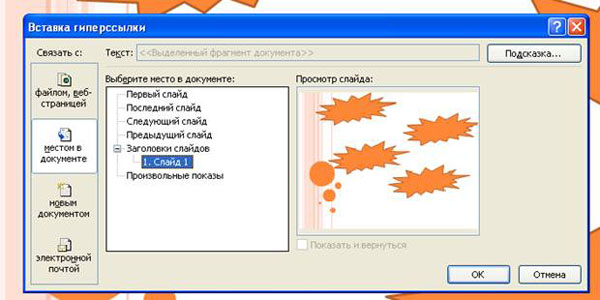 Вставка гиперссылки
Связать с:
Текст: <<Выделенный фрагмент документа>>
Подсказка...
файлом, веб-
страницей
местом в
документе
новым
документом
электронной
почтой
Выберите место в документе:
Первый слайд
Последний слайд
Следующий слайд
Предыдущий слайд
Заголовки слайдов
1. Слайд 1
Произвольные показы
Просмотр слайда:
Показать и вернуться
ОК
Отмена